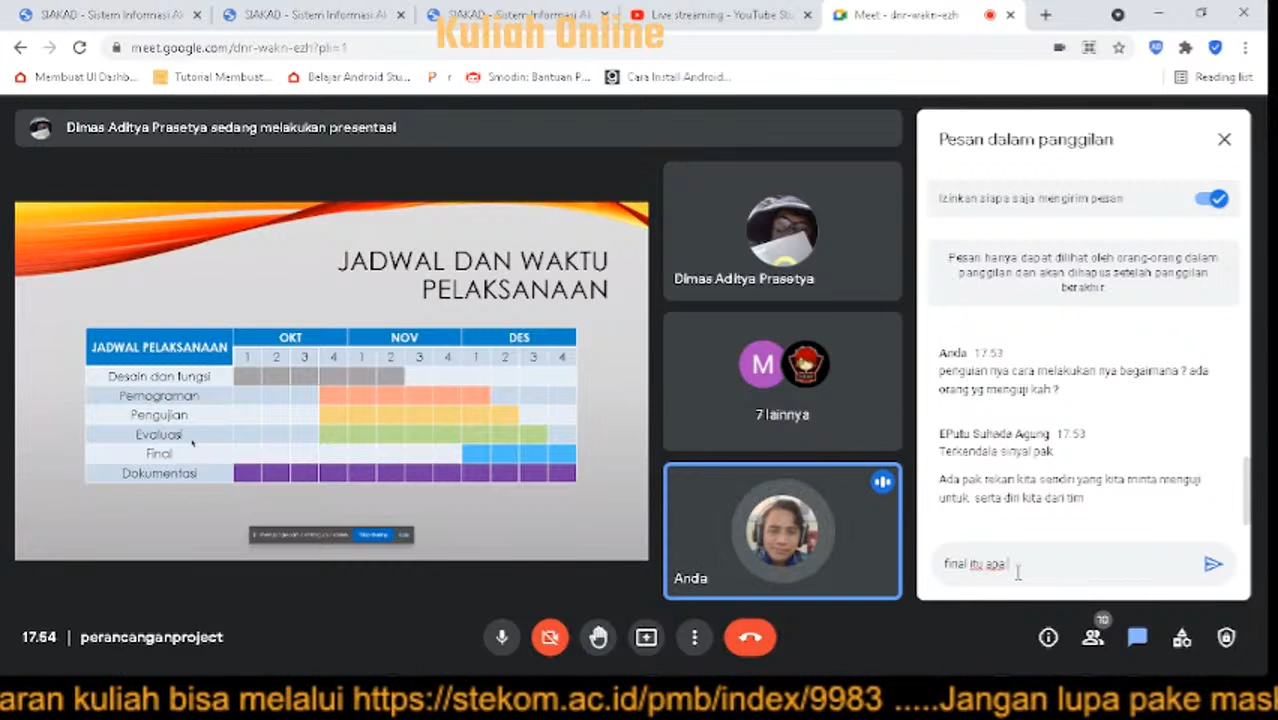 SIAKAD - Sistem Informasi Al
SIAKAD - Sistem Informasi Al
SIAKAD - Sistem Informasi Al
Live streaming - YouTube St
Meet - dnr-wakn-ezh
Kuliah Online
meet.google.com/dnr-wakn-ezh?pli=1
Membuat UI Dashb...
Tutorial Membuat...
Belajar Android Stu...
r
Smodin: Bantuan P...
Cara Install Android...
Reading list
Dimas Aditya Prasetya sedang melakukan presentasi
JADWAL DAN WAKTU
PELAKSANAAN
JADWAL PELAKSANAAN OKT NOV DES
1 2 3 4 1 2 3 4 1 2 3 4
Desain dan fungsi
Pemograman
Pengujian
Evaluasi
Final
Dokumentasi
Dimas Aditya Prasetya
M
7 lainnya
Anda
Pesan dalam panggilan
Izinkan siapa saja mengirim pesan
Pesan hanya dapat dilihat oleh orang-orang dalam
panggilan dan akan dihapus setelah panggilan
berakhir
Anda 17.53
penguian nya cara melakukan nya bagaimana ? ada
orang yg menguji kah ?
EPutu Suhada Agung 17.53
Terkendala sinyal pak
Ada pak rekan kita sendiri yang kita minta menguji
untuk serta diri kita dari tim
final itu apa
17.54 | perancanganproject
10
aran kuliah bisa melalui https://stekom.ac.id/pmb/index/9983 .....Jangan lupa pake mas